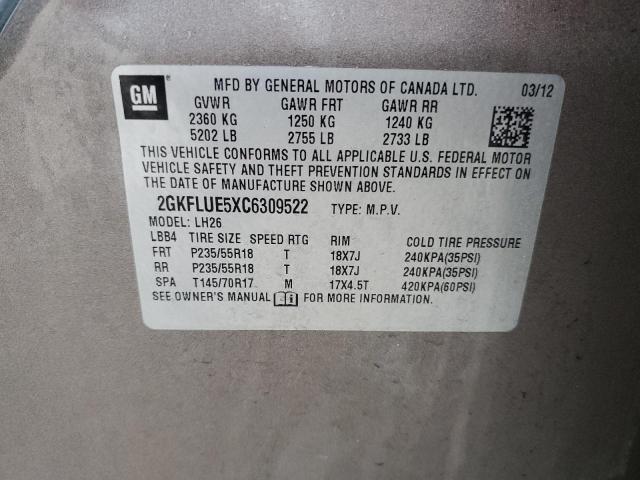 GM
MFD BY GENERAL MOTORS OF CANADA LTD. 03/12
GVWR GAWR FRT GAWR RR
2360 KG 1250 KG 1240 KG
5202 LB 2755 LB 2733 LB
THIS VEHICLE CONFORMS TO ALL APPLICABLE U.S. FEDERAL MOTOR
VEHICLE SAFETY AND THEFT PREVENTION STANDARDS IN EFFECT ON
THE DATE OF MANUFACTURE SHOWN ABOVE.
2GKFLUE5XC6309522 TYPE: M.P.V.
MODEL: LH26
LBB4 TIRE SIZE SPEED RTG RIM COLD TIRE PRESSURE
FRT P235/55R18 T 18X7J 240KPA(35PSI)
RR P235/55R18 T 18X7J 240KPA(35PSI)
SPA T145/70R17 M 17X4.5T 420KPA(60PSI)
SEE OWNER'S MANUAL FOR MORE INFORMATION.